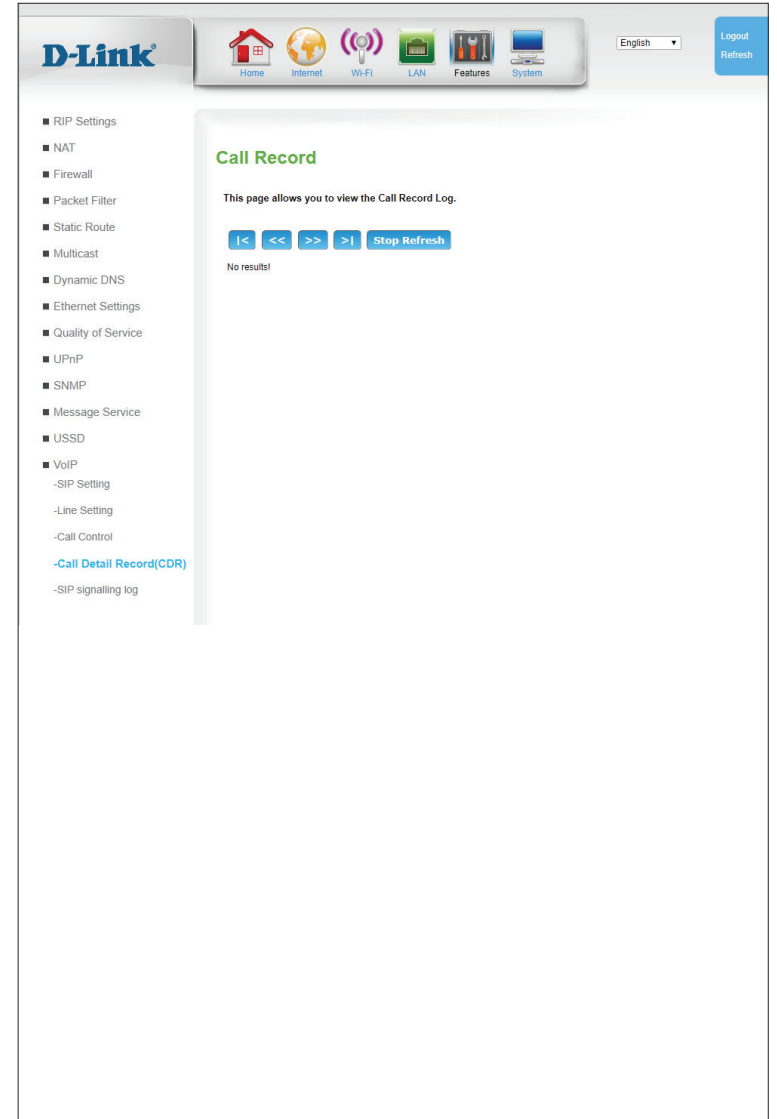 D-Link
Home Internet Wi-Fi LAN Features System
English
Logout
Refresh
RIP Settings
NAT
Firewall
Packet Filter
Static Route
Multicast
Dynamic DNS
Ethernet Settings
Quality of Service
UPnP
SNMP
Message Service
USSD
VoIP
-SIP Setting
-Line Setting
-Call Control
-Call Detail Record(CDR)
-SIP signalling log
Call Record
This page allows you to view the Call Record Log.
|< << >> >| Stop Refresh
No results!